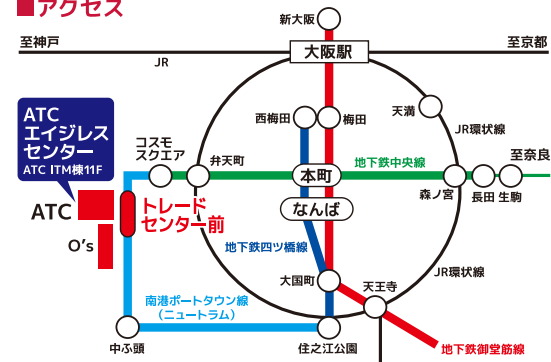 アクセス
新大阪
至神戸
大阪駅
至京都
JR
ATC
エイジレス
センター
ATC ITM棟11F
西梅田
梅田
天満
JR環状線
コスモ
スクエア
弁天町
地下鉄中央線
至奈良
本町
森ノ宮
長田
生駒
ATC
トレード
センター前
なんば
O's
地下鉄四ツ橋線
大国町
天王寺
JR環状線
南港ポートタウン線
(ニュートラム)
中ふ頭
住之江公園
地下鉄御堂筋線